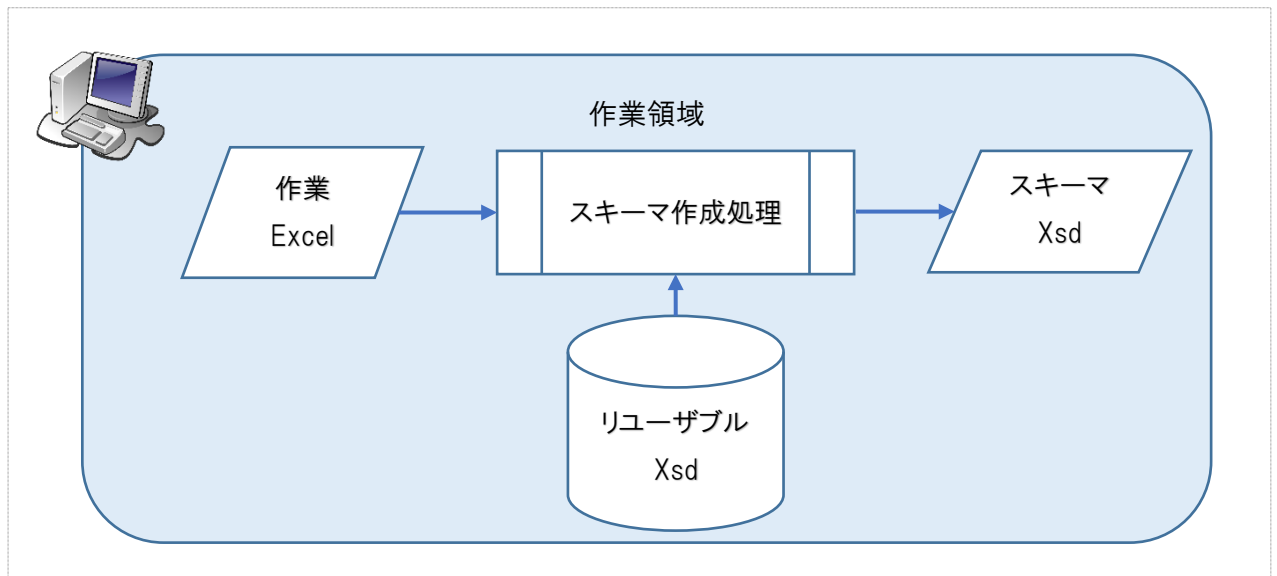 作業領域
作業
Excel
スキーマ作成処理
スキーマ
Xsd
リユーザブル
Xsd